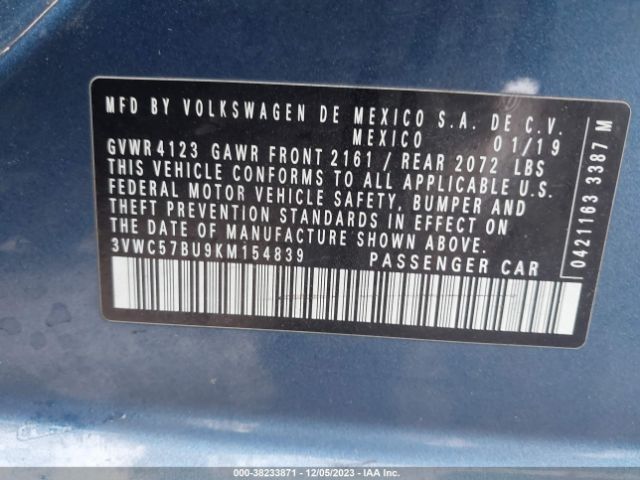 MFD BY VOLKSWAGEN DE MEXICO S.A. DE C.V.
MEXICO 01/19
GVWR 4123 GAWR FRONT 2161 / REAR 2072 LBS
THIS VEHICLE CONFORMS TO ALL APPLICABLE U.S.
FEDERAL MOTOR VEHICLE SAFETY, BUMPER AND
THEFT PREVENTION STANDARDS IN EFFECT ON
THE DATE OF MANUFACTURE SHOWN ABOVE.
3VWC57BU9KM154839 PASSENGER CAR
0421163 3387 M
000-38233871 | 12/05/2023 | IAA Inc.